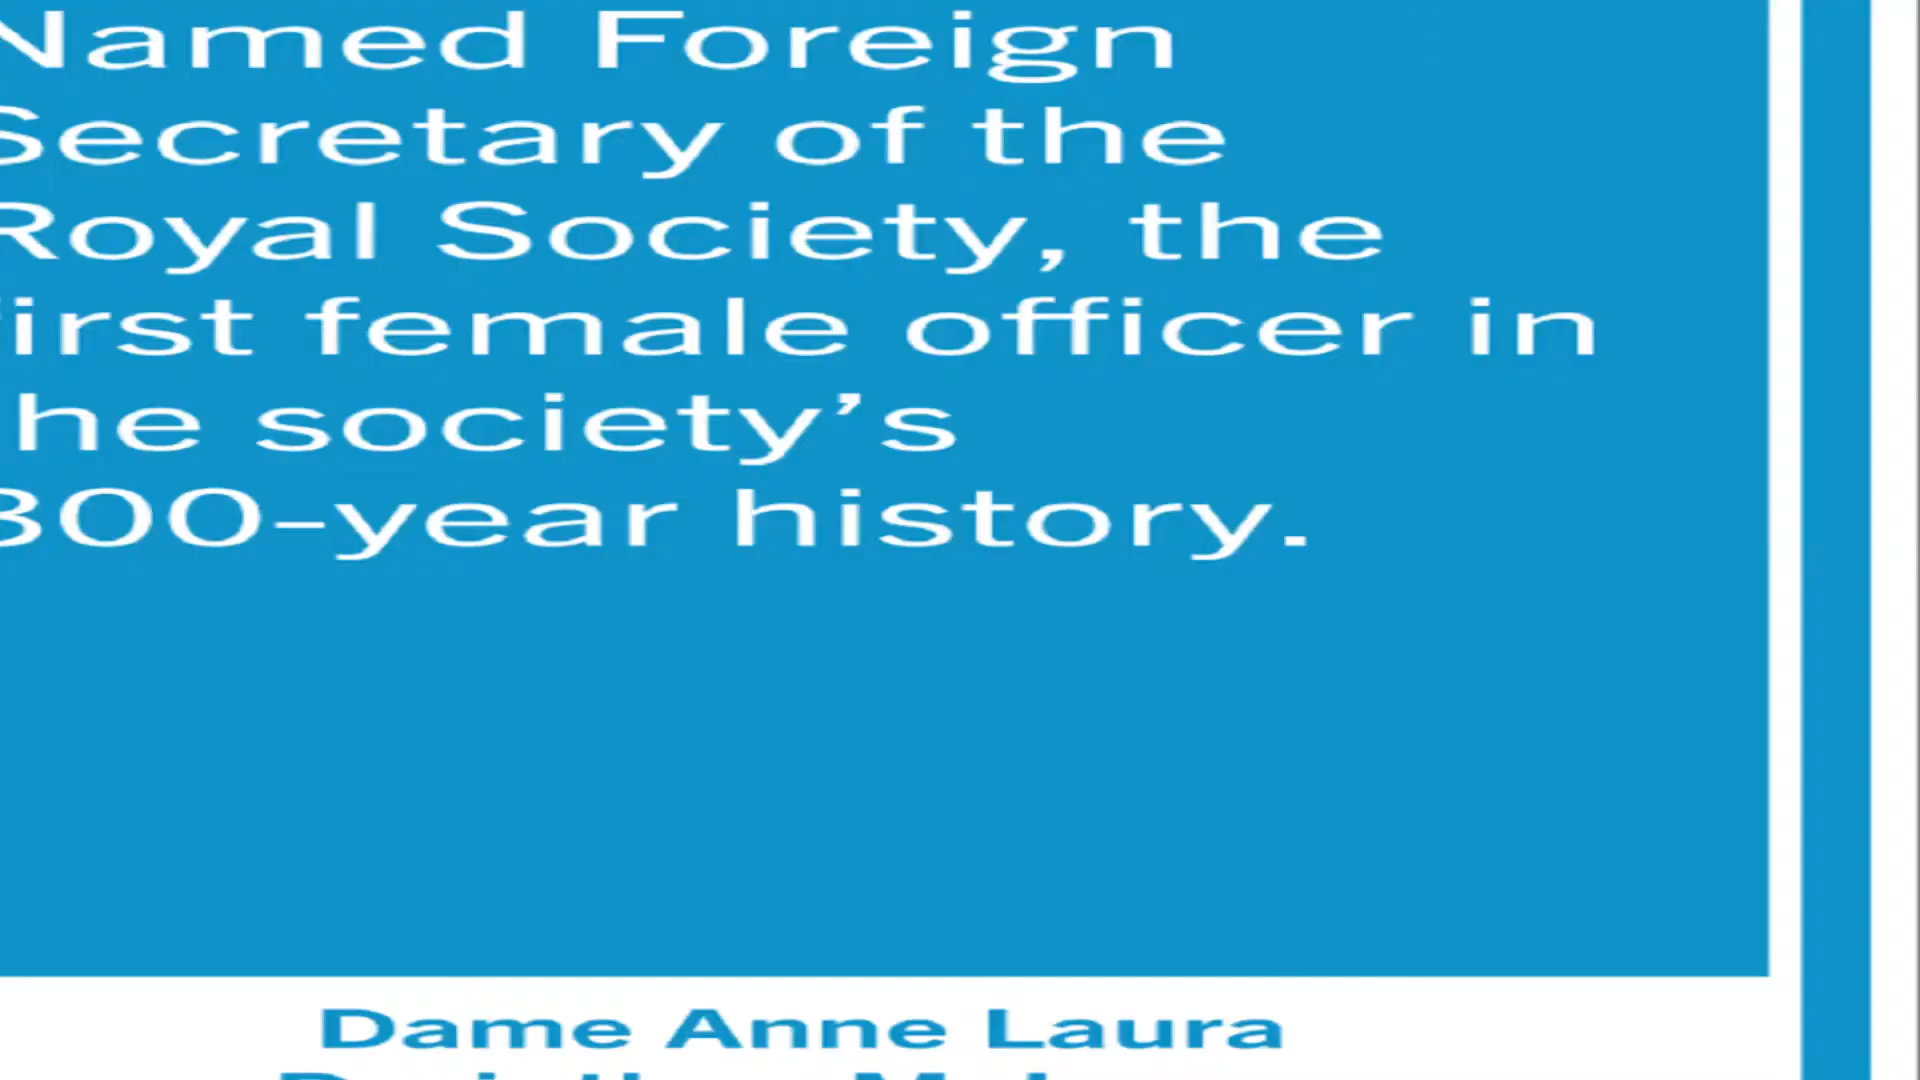 Named Foreign
Secretary of the
Royal Society, the
first female officer in
the society’s
300-year history.
Dame Anne Laura